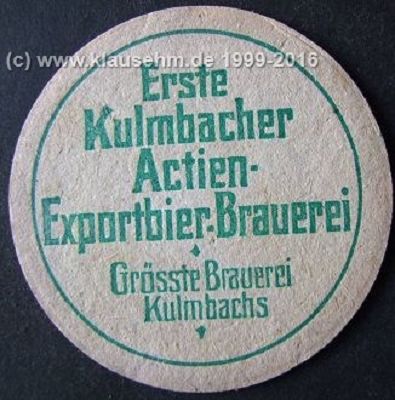 (c) www.klausehm.de 1999-2016
Erste
Kulmbacher
Actien-
Exportbier-Brauerei
Grösste Brauerei
Kulmbachs